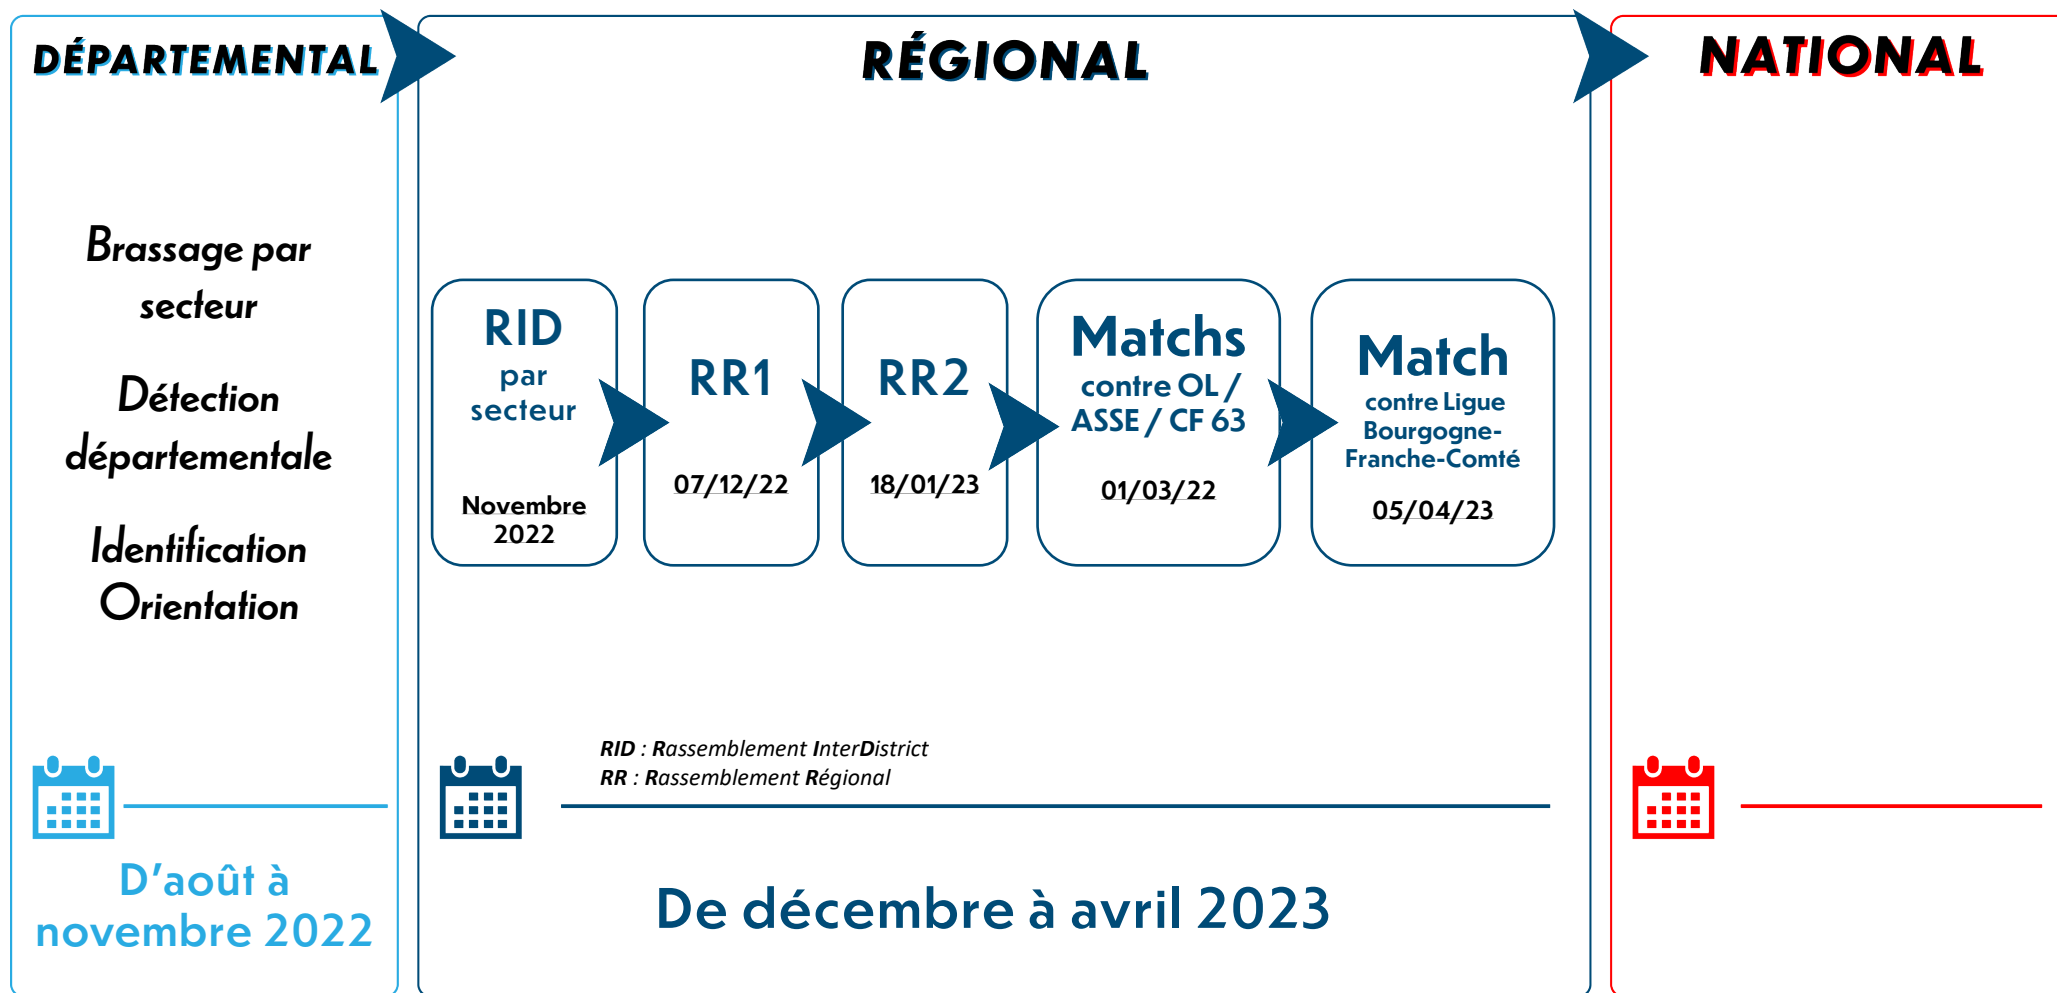 DÉPARTEMENTAL
Brassage par
secteur
Détection
départementale
Identification
Orientation
D'août à
novembre 2022
RÉGIONAL
RID
par
secteur
Novembre
2022
RR1
07/12/22
RR2
18/01/23
Matchs
contre OL /
ASSE / CF 63
01/03/22
Match
contre Ligue
Bourgogne-
Franche-Comté
05/04/23
RID : Rassemblement InterDistrict
RR : Rassemblement Régional
De décembre à avril 2023
NATIONAL